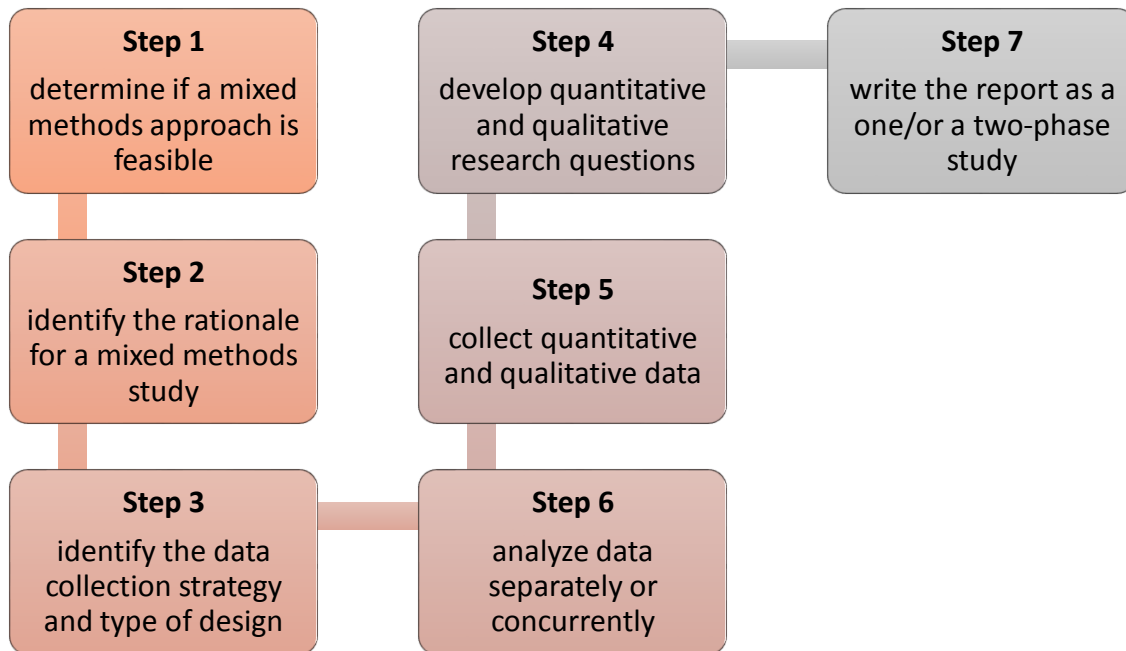 Step 1
determine if a mixed
methods approach is
feasible
Step 2
identify the rationale
for a mixed methods
study
Step 3
identify the data
collection strategy
and type of design
Step 4
develop quantitative
and qualitative
research questions
Step 5
collect quantitative
and qualitative data
Step 6
analyze data
separately or
concurrently
Step 7
write the report as a
one/or a two-phase
study